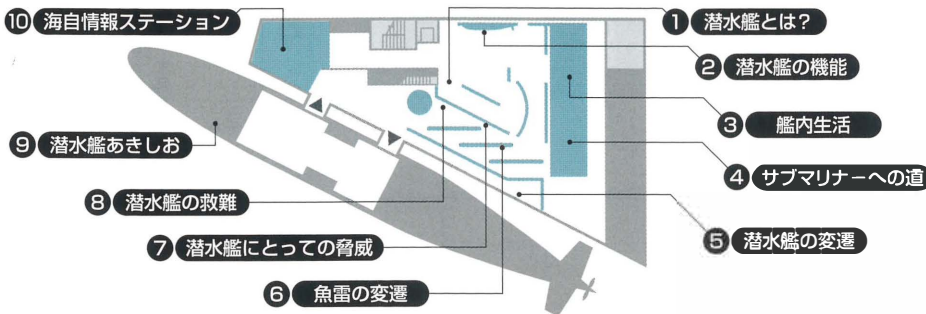 ① 潜水艦とは?
② 潜水艦の機能
③ 艦内生活
④ サブマリナーへの道
⑤ 潜水艦の変遷
⑥ 魚雷の変遷
⑦ 潜水艦にとっての脅威
⑧ 潜水艦の救難
⑨ 潜水艦あきしお
⑩ 海自情報ステーション